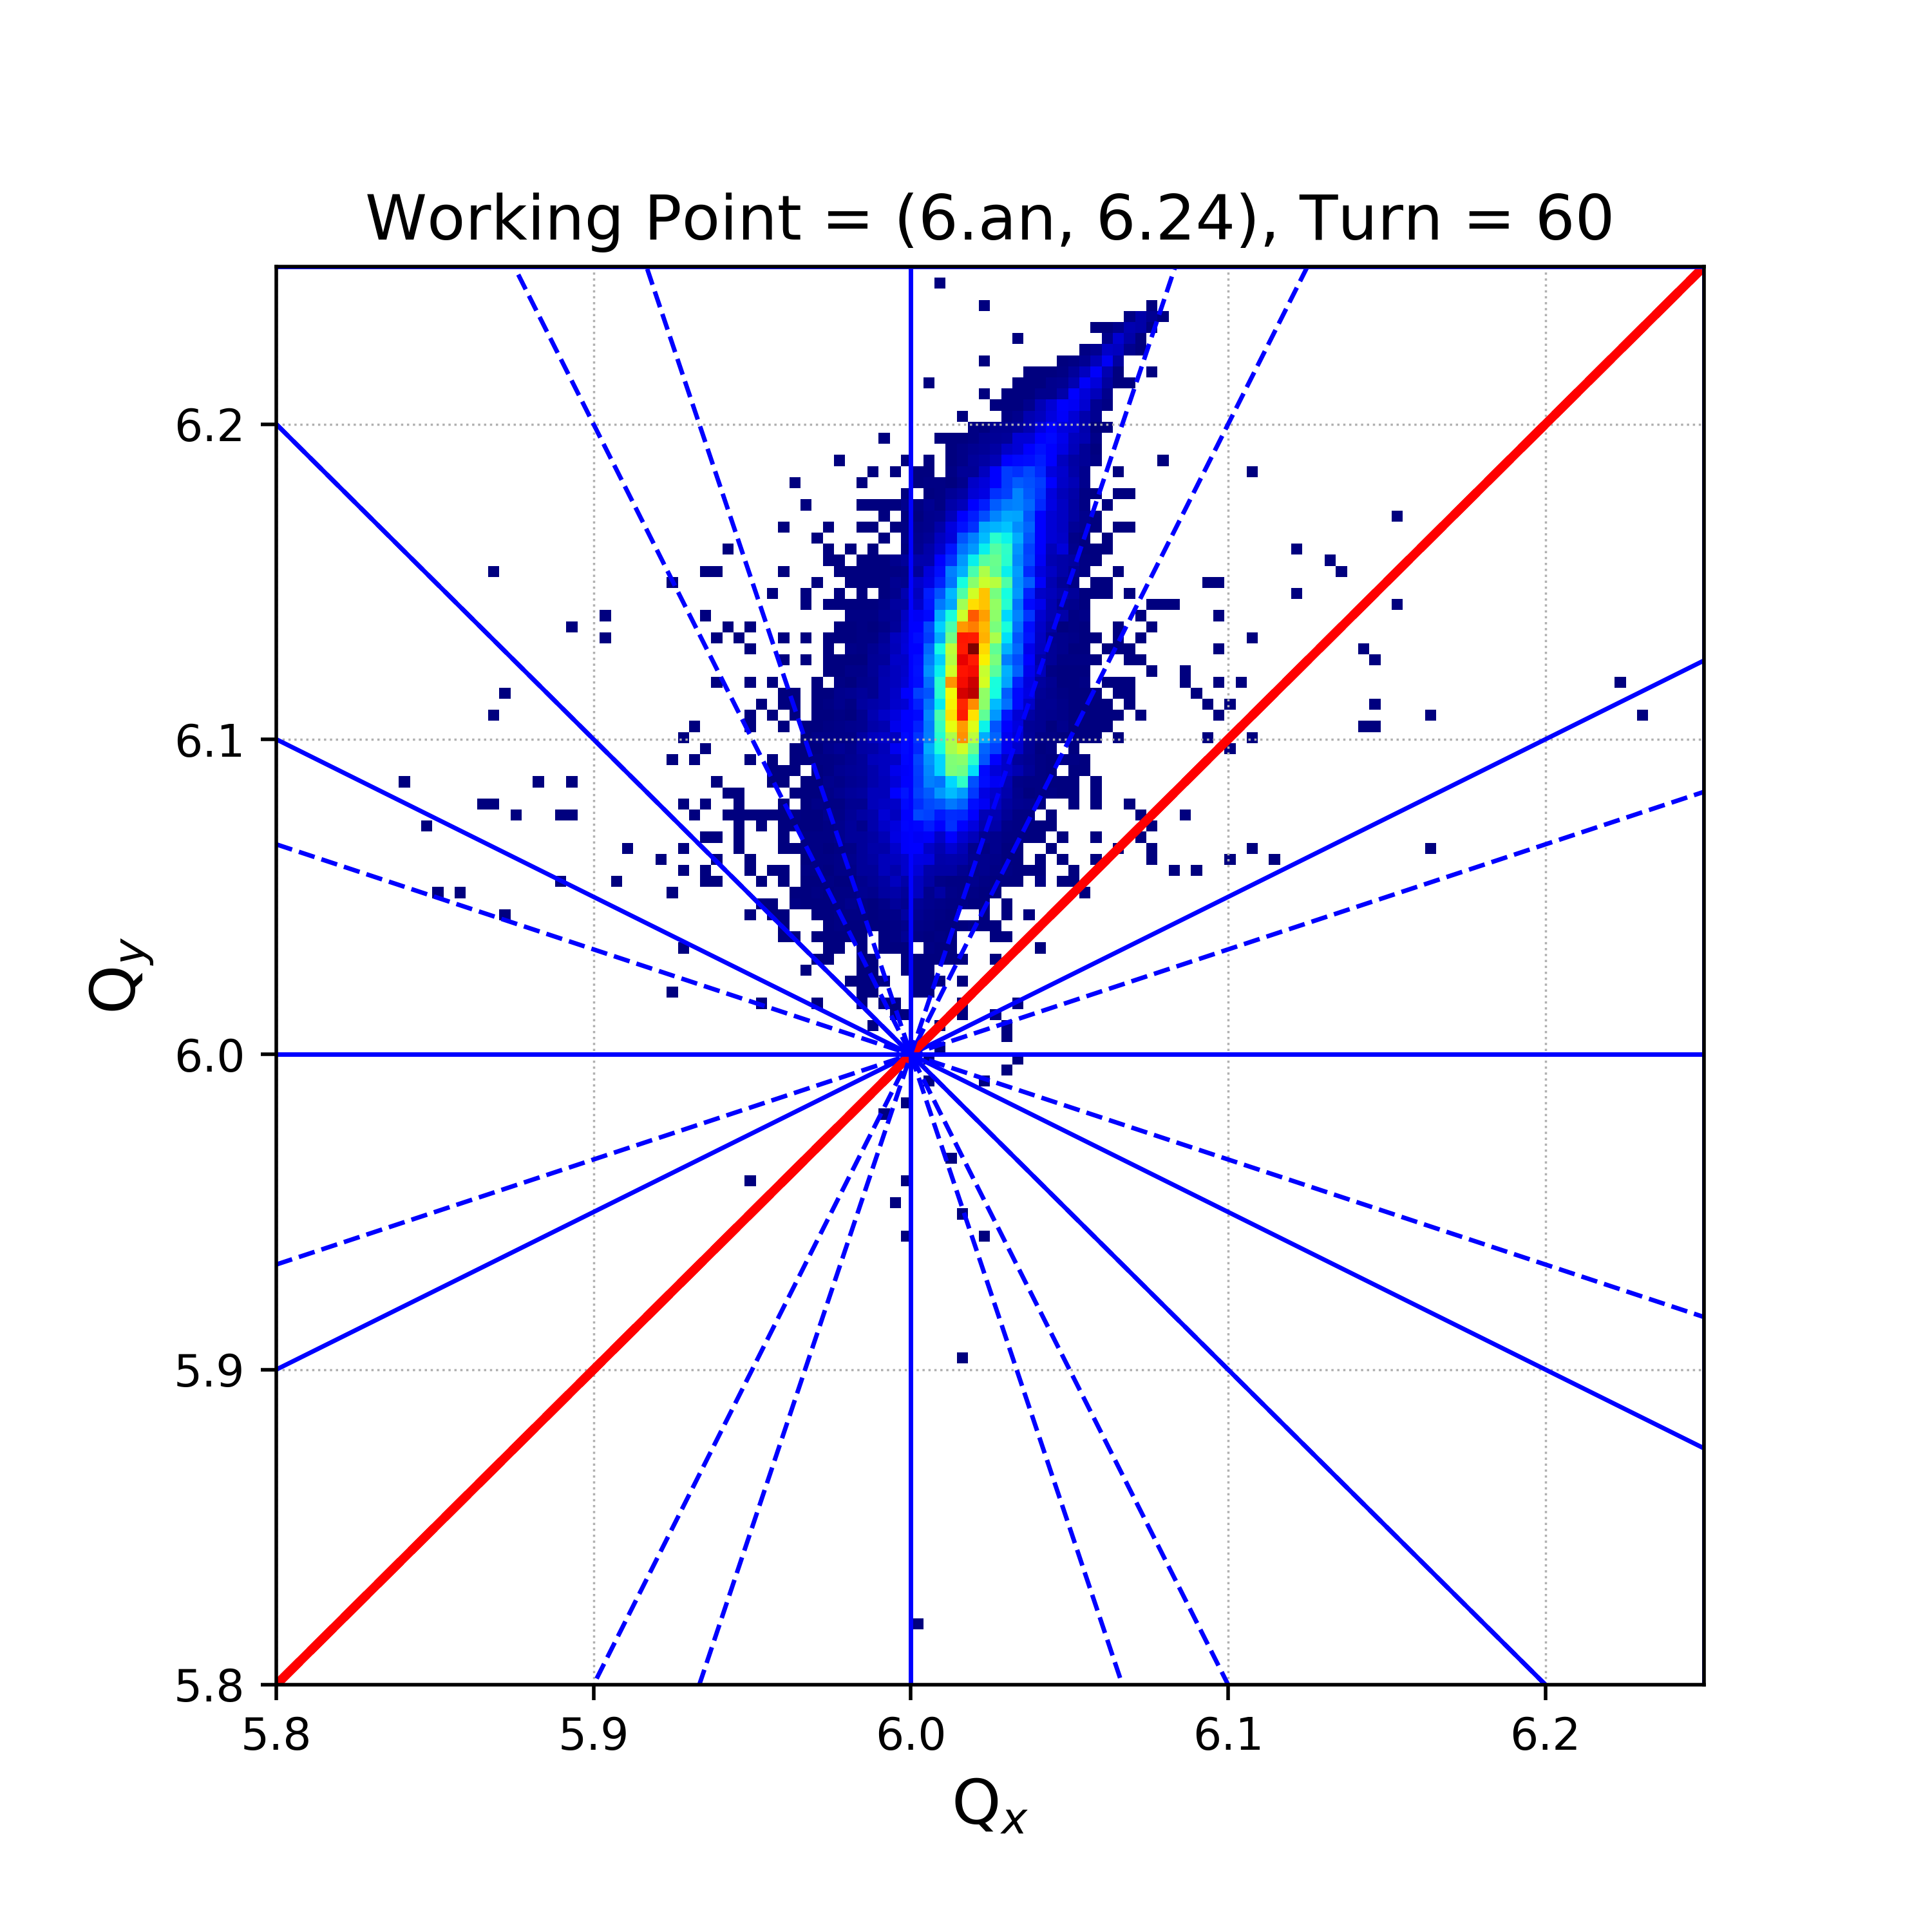 Working Point = (6.an, 6.24), Turn = 60
6.2
6.1
6.0
5.9
5.8
Qy
5.8 5.9 6.0 6.1 6.2
Qx